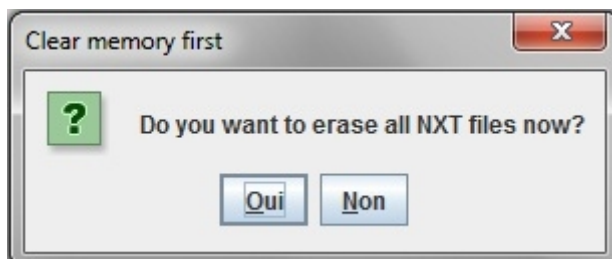 Clear memory first
?
Do you want to erase all NXT files now?
Oui Non